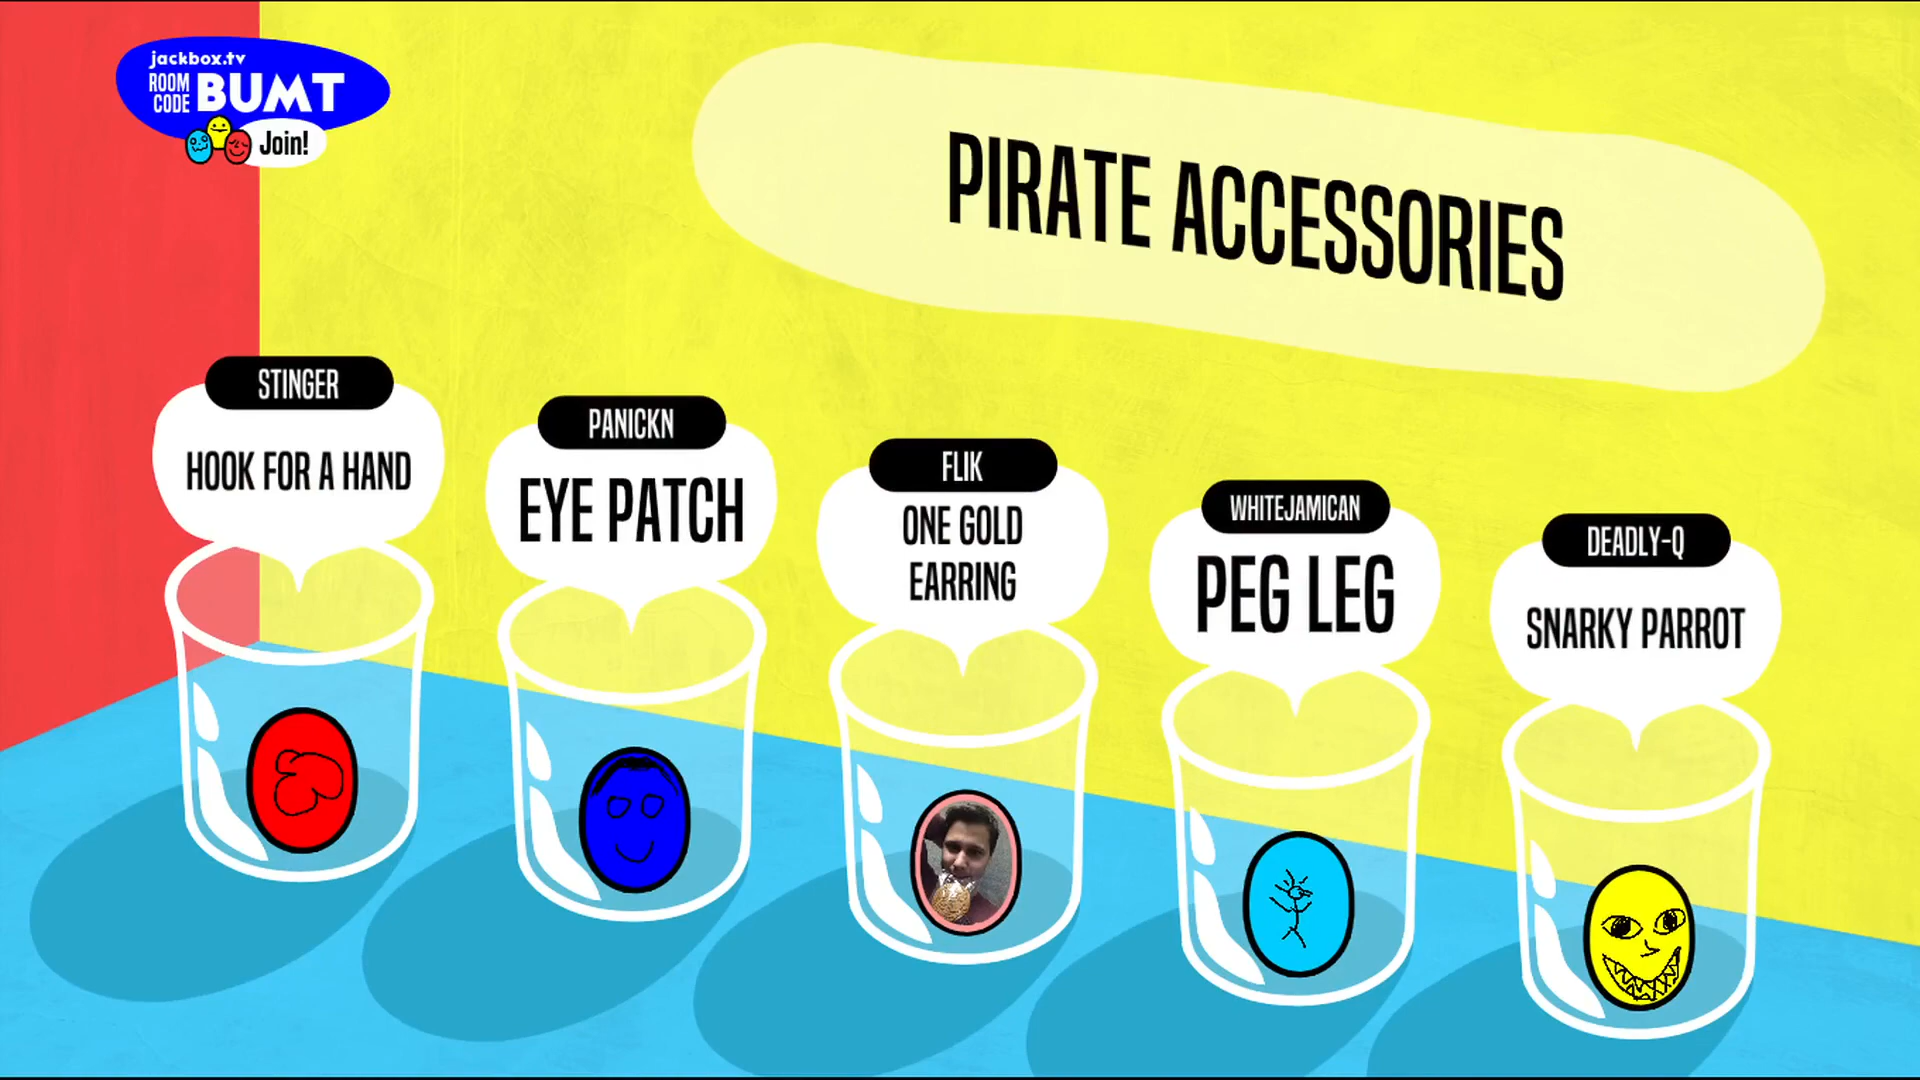 jackbox.tv
ROOM
CODE
BUMT
Join!
PIRATE ACCESSORIES
STINGER
HOOK FOR A HAND
PANICKN
EYE PATCH
FLIK
ONE GOLD
EARRING
WHITEJAMICAN
PEG LEG
DEADLY-Q
SNARKY PARROT